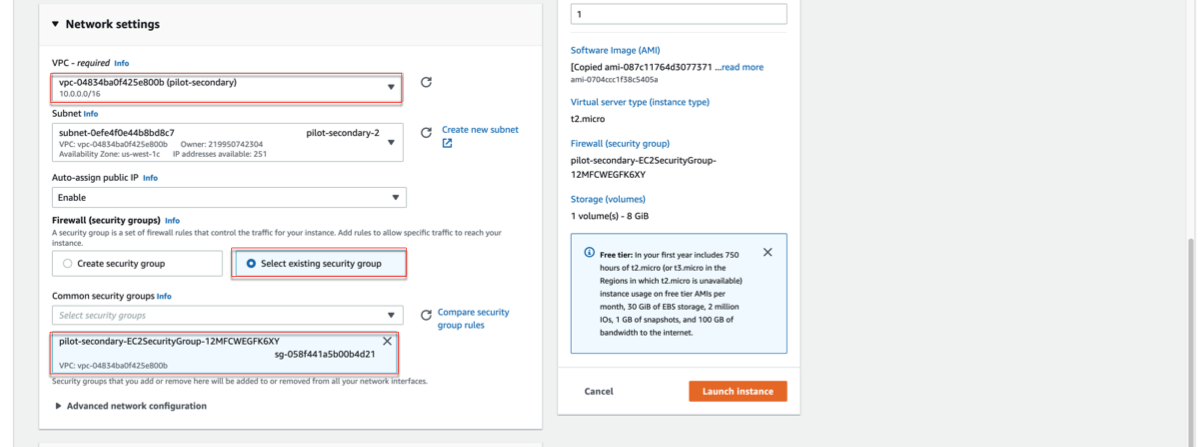 Network settings
VPC - required Info
vpc-04834ba0f425e800b (pilot-secondary)
10.0.0.0/16
Subnet Info
subnet-0efe4f0e44b8bd8c7 pilot-secondary-2
VPC: vpc-04834ba0f425e800b Owner: 219950742304
Availability Zone: us-west-1c IP addresses available: 251
Create new subnet
Auto-assign public IP Info
Enable
Firewall (security groups) Info
A security group is a set of firewall rules that control the traffic for your instance. Add rules to allow specific traffic to reach your
instance.
Create security group
Select existing security group
Common security groups Info
Select security groups
Compare security
group rules
pilot-secondary-EC2SecurityGroup-12MFCWEGFK6XY
sg-058f441a5b00b4d21
VPC: vpc-04834ba0f425e800b
Security groups that you add or remove here will be added to or removed from all your network interfaces.
Advanced network configuration
1
Software Image (AMI)
[Copied ami-087c11764d3077371 ...read more
ami-0704ccc1f38c5405a
Virtual server type (instance type)
t2.micro
Firewall (security group)
pilot-secondary-EC2SecurityGroup-
12MFCWEGFK6XY
Storage (volumes)
1 volume(s) - 8 GiB
Free tier: In your first year includes 750
hours of t2.micro (or t3.micro in the
Regions in which t2.micro is unavailable)
instance usage on free tier AMIs per
month, 30 GiB of EBS storage, 2 million
IOs, 1 GB of snapshots, and 100 GB of
bandwidth to the internet.
Cancel
Launch instance